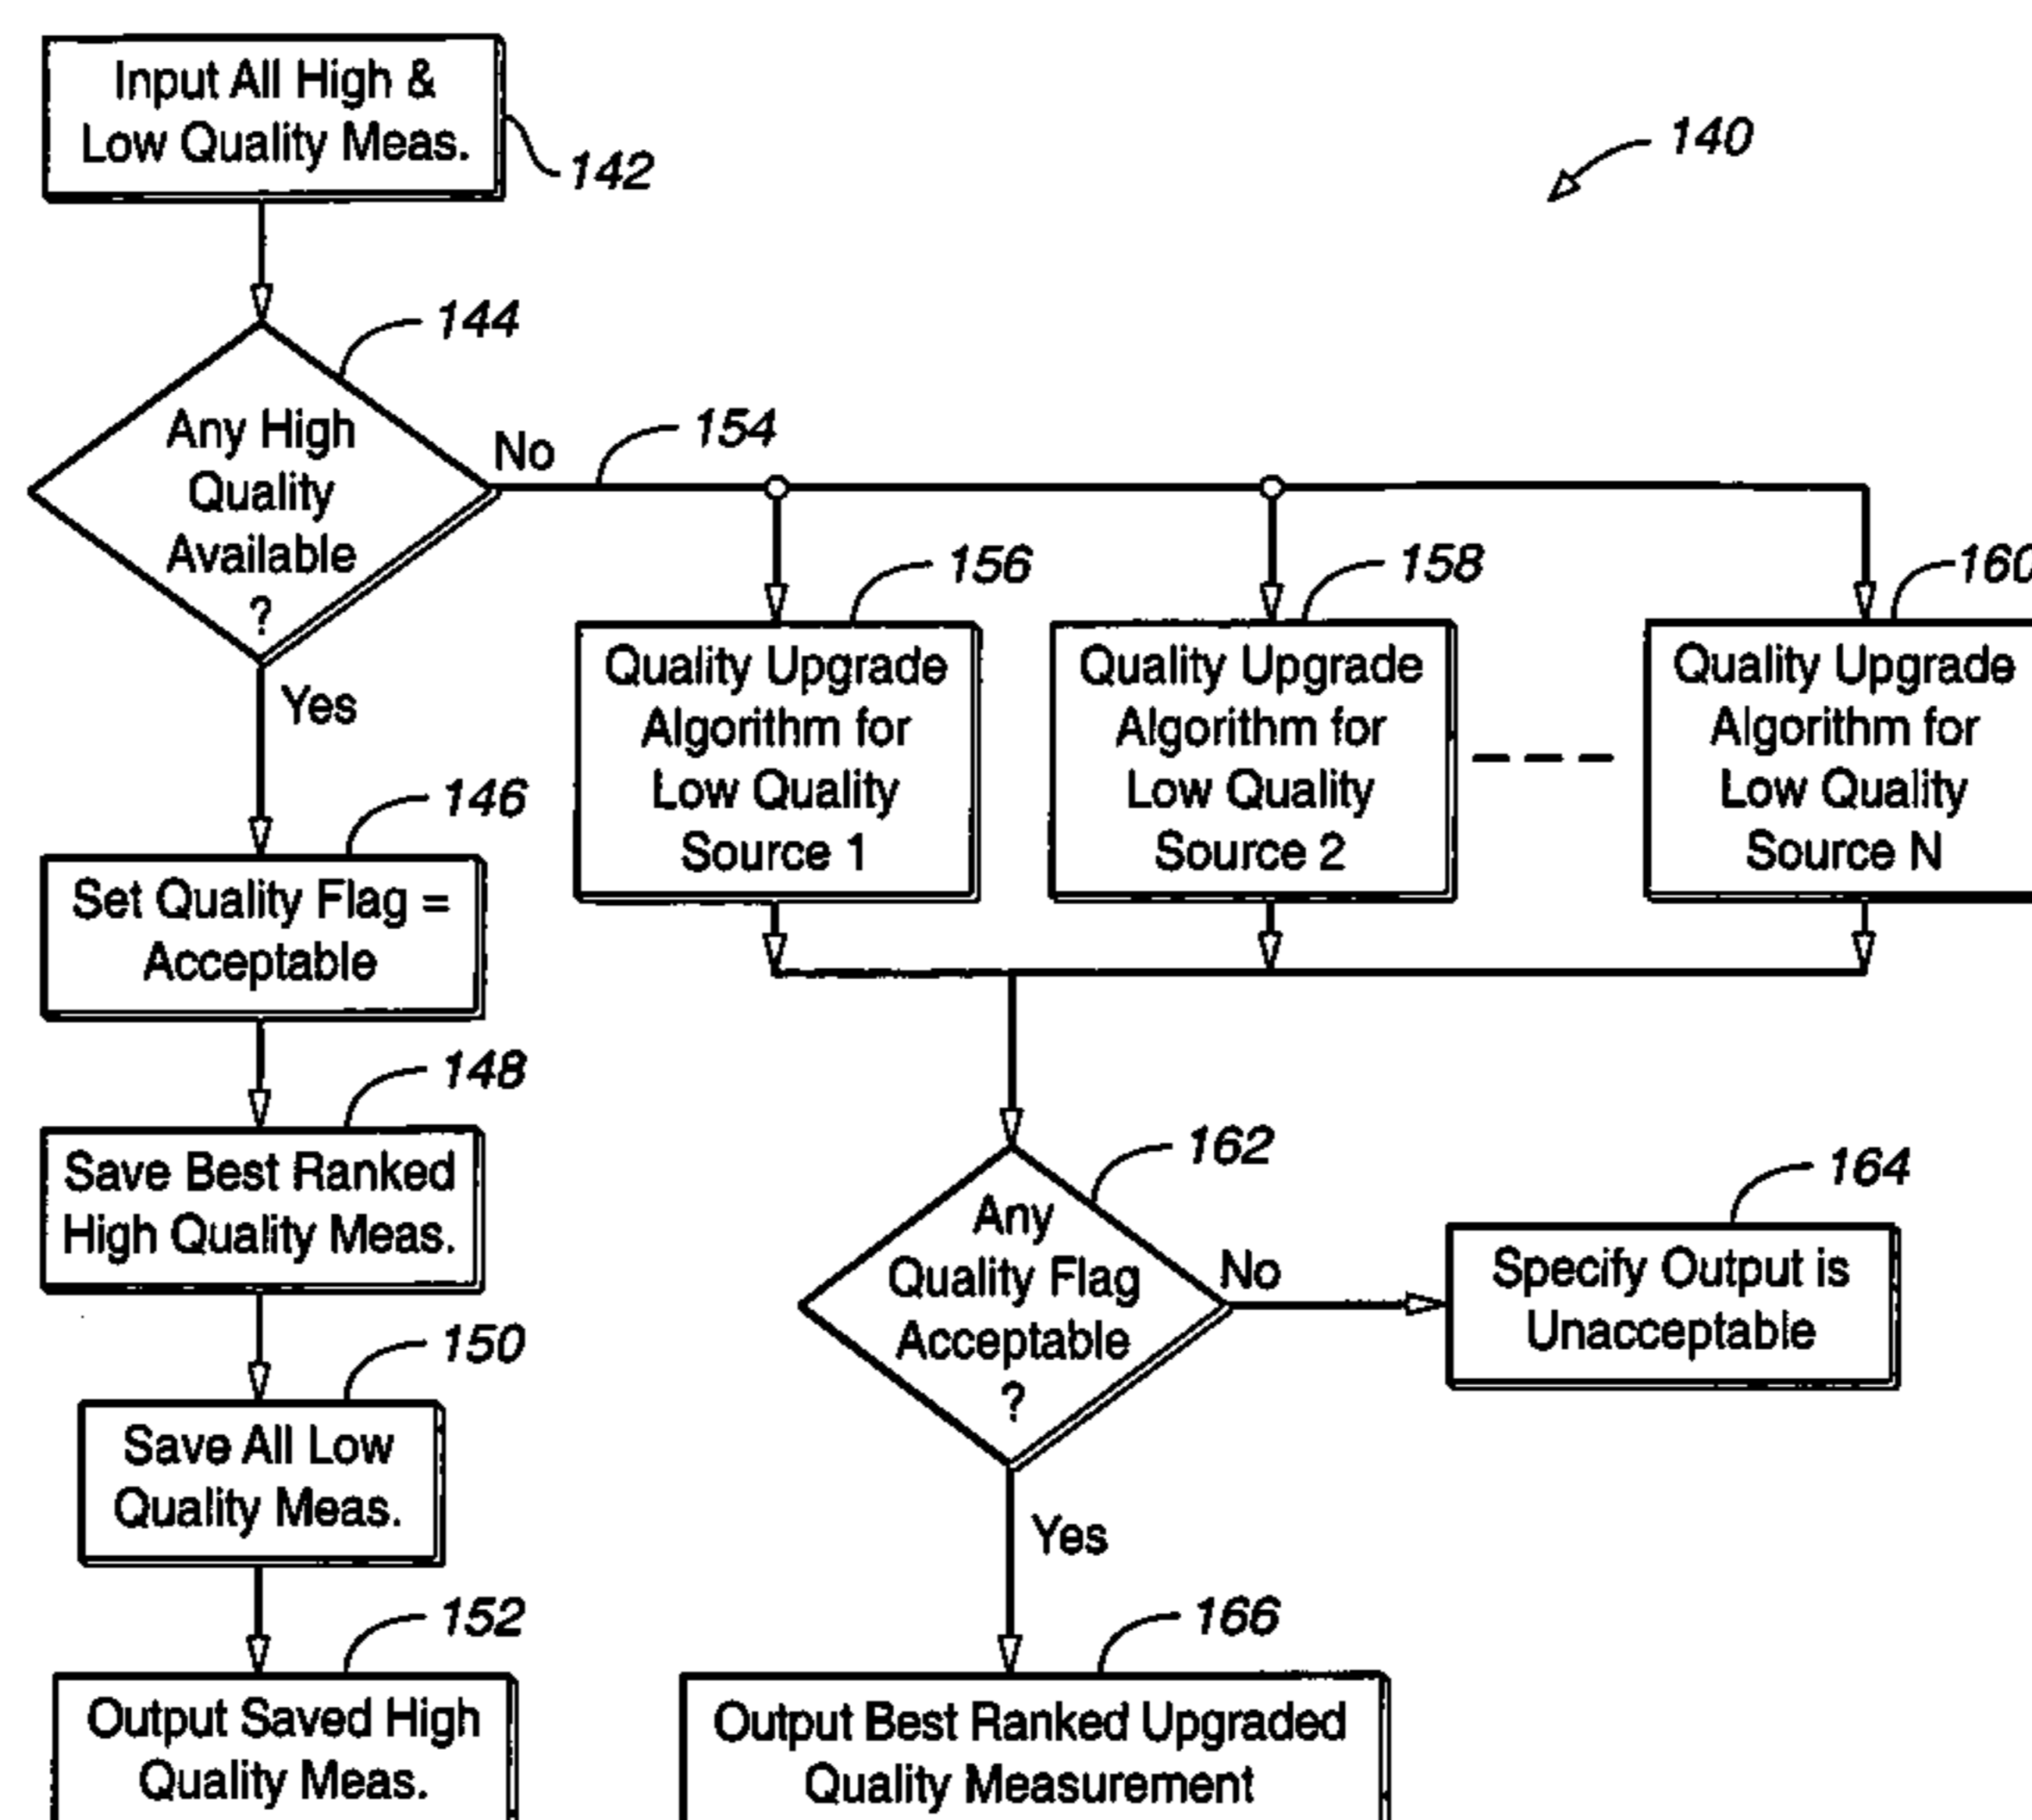 Input All High &
Low Quality Meas.
142
140
144
Any High
Quality
Available
?
No
154
Yes
156
Quality Upgrade
Algorithm for
Low Quality
Source 1
158
Quality Upgrade
Algorithm for
Low Quality
Source 2
160
Quality Upgrade
Algorithm for
Low Quality
Source N
146
Set Quality Flag =
Acceptable
148
Save Best Ranked
High Quality Meas.
150
Save All Low
Quality Meas.
152
Output Saved High
Quality Meas.
162
Any
Quality Flag
Acceptable
?
No
164
Specify Output is
Unacceptable
Yes
166
Output Best Ranked Upgraded
Quality Measurement